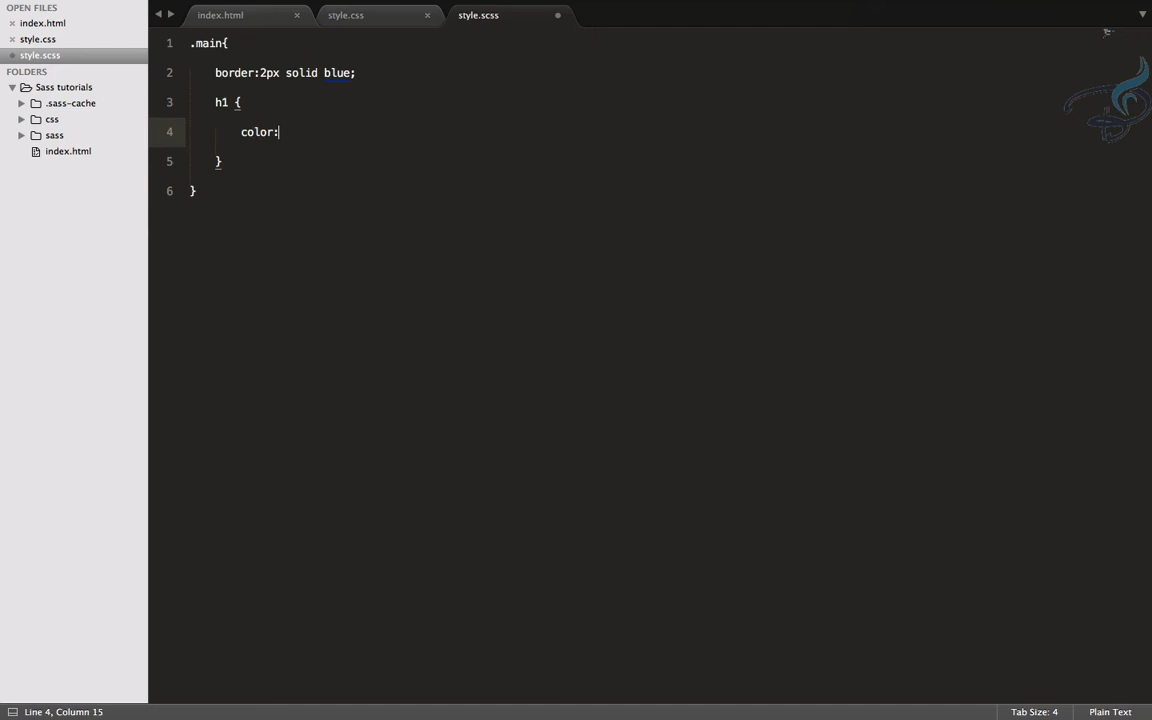 OPEN FILES
index.html
style.css
style.scss
FOLDERS
Sass tutorials
.sass-cache
css
sass
index.html
index.html
style.css
style.scss
1 .main{
2 border:2px solid blue;
3 h1 {
4 color:
5 }
6 }
Line 4, Column 15
Tab Size: 4
Plain Text